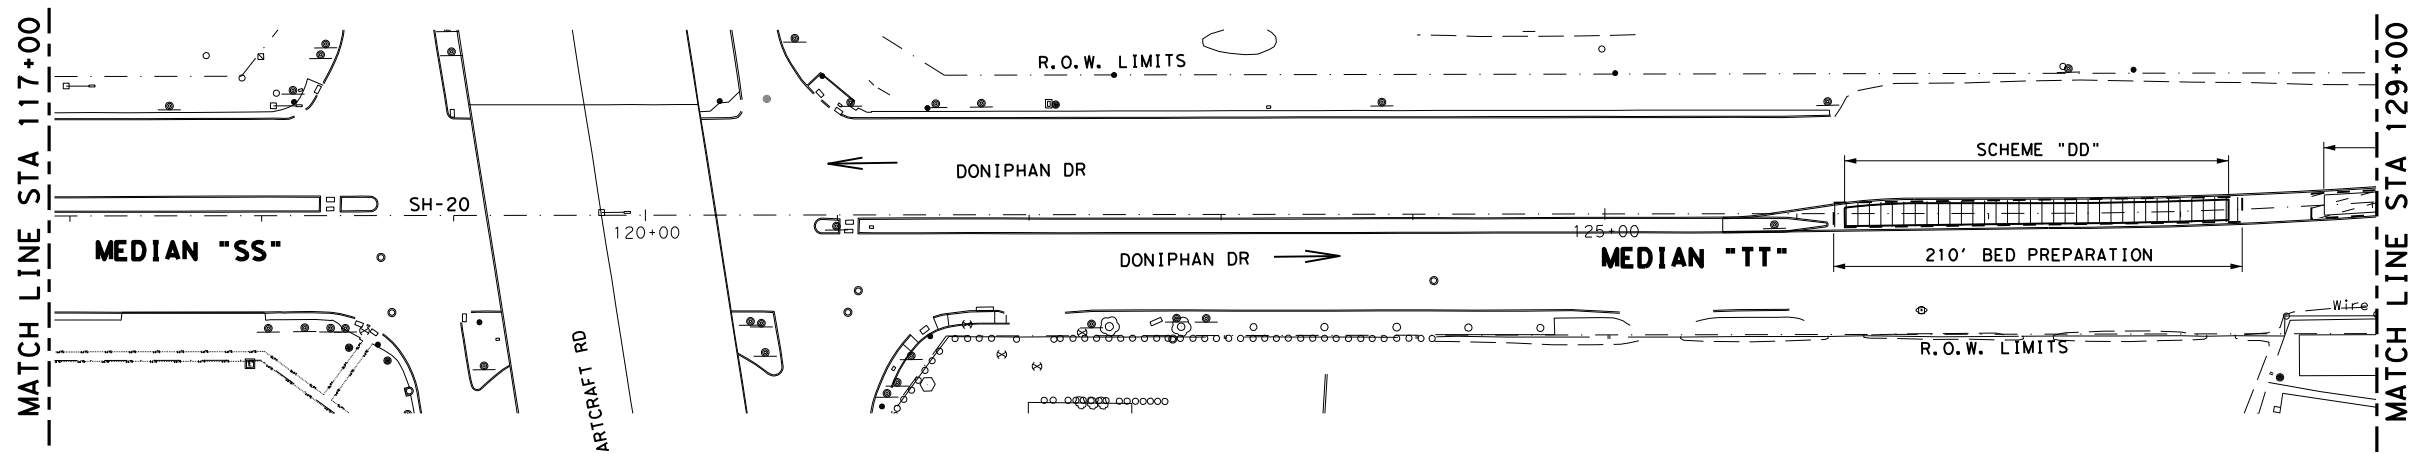 MATCH LINE STA 117+00
R.O.W. LIMITS
DONIPHAN DR
SCHEME "DD"
SH-20
120+00
125+00
MEDIAN "SS"
DONIPHAN DR
MEDIAN "TT"
210' BED PREPARATION
Wire
R.O.W. LIMITS
ARTCRAFT RD
MATCH LINE STA 129+00